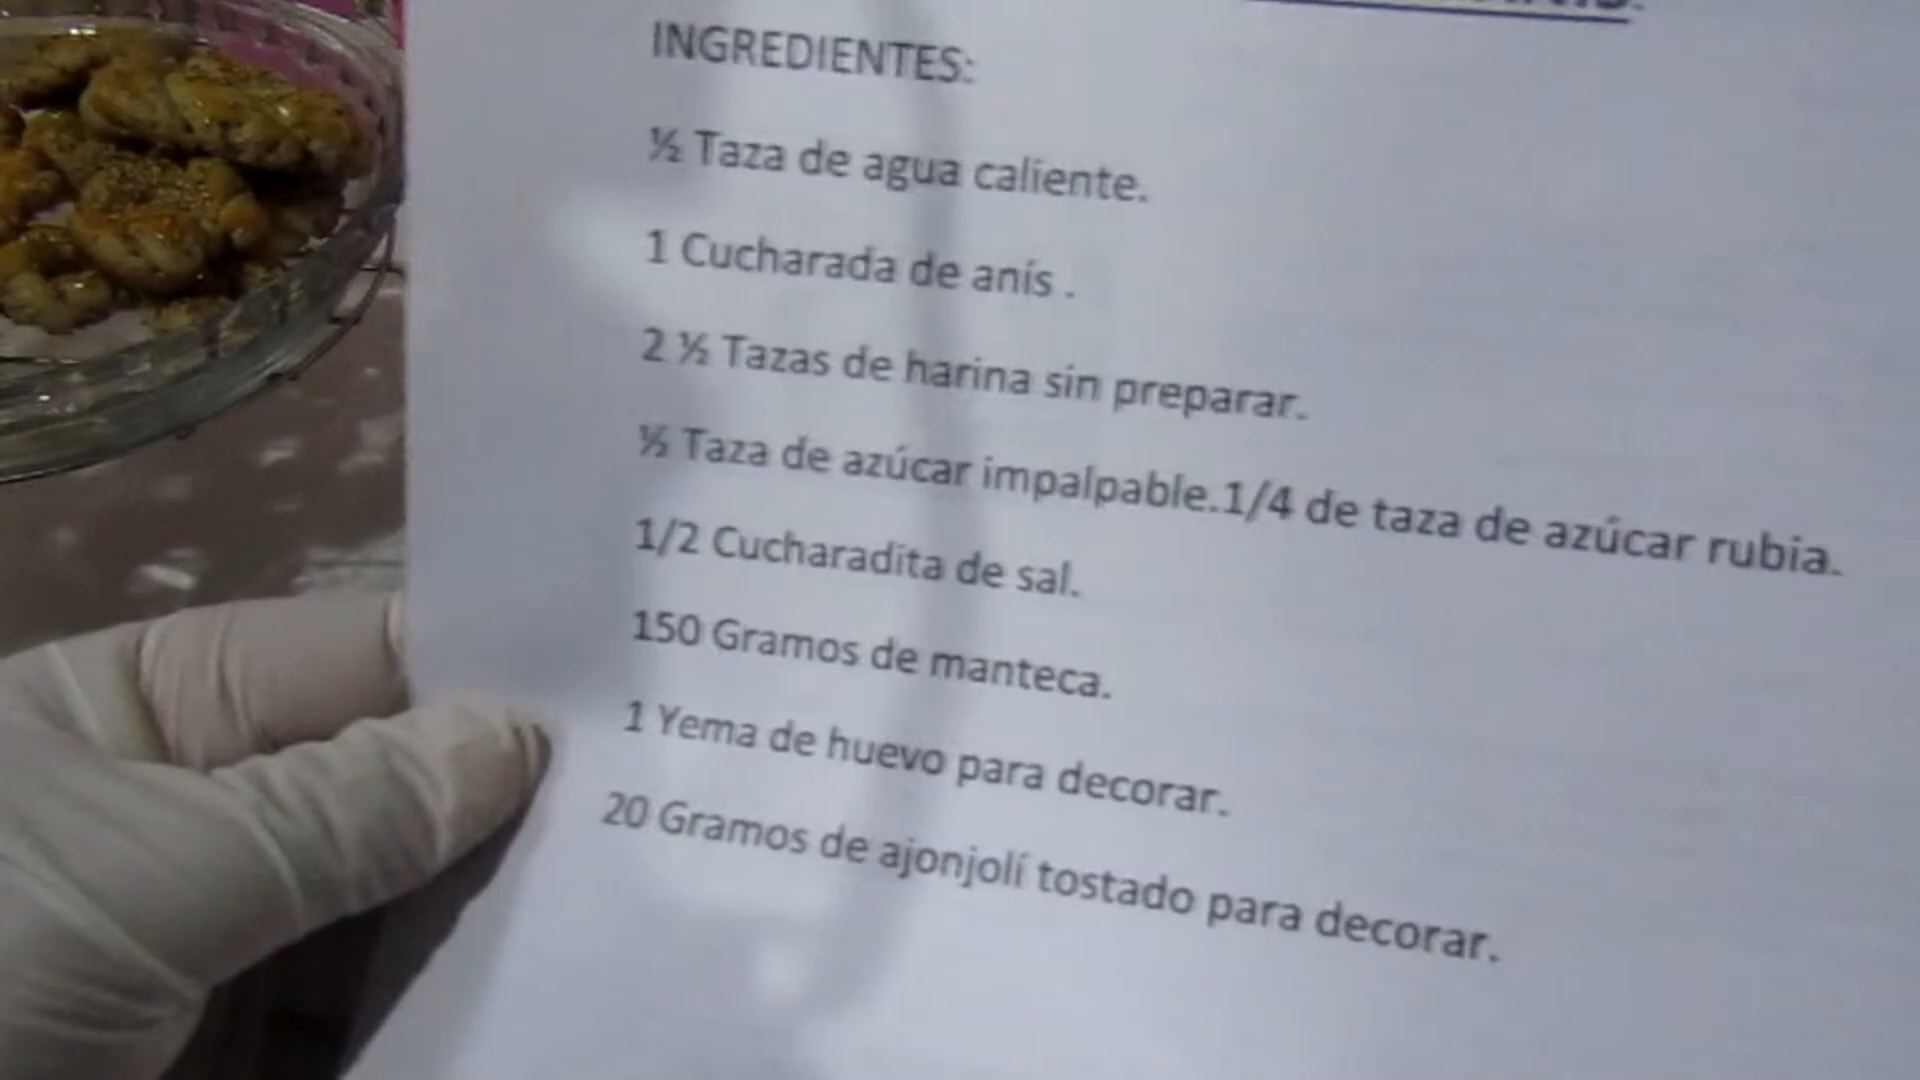 INGREDIENTES:
½ Taza de agua caliente.
1 Cucharada de anís .
2 ½ Tazas de harina sin preparar.
½ Taza de azúcar impalpable.1/4 de taza de azúcar rubia.
1/2 Cucharadita de sal.
150 Gramos de manteca.
1 Yema de huevo para decorar.
20 Gramos de ajonjolí tostado para decorar.